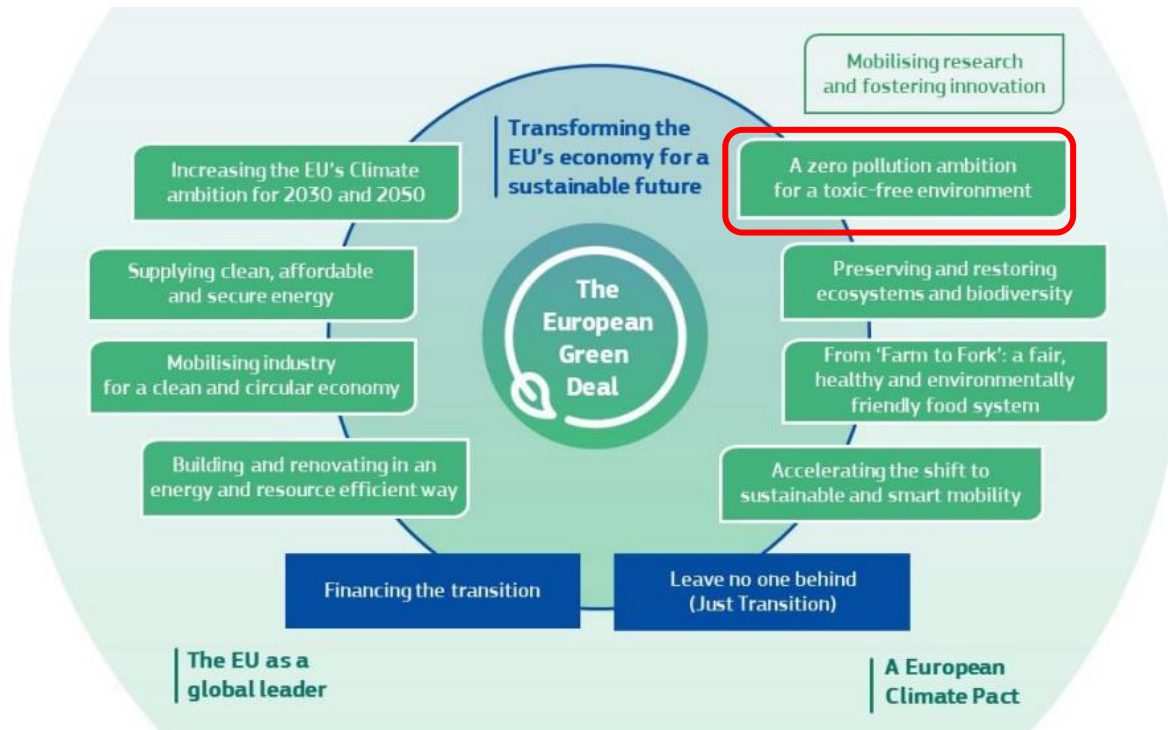 Mobilising research
and fostering innovation
Transforming the
EU's economy for a
sustainable future
Increasing the EU's Climate
ambition for 2030 and 2050
A zero pollution ambition
for a toxic-free environment
Supplying clean, affordable
and secure energy
The
European
Green
Deal
Preserving and restoring
ecosystems and biodiversity
Mobilising industry
for a clean and circular economy
From ‘Farm to Fork’: a fair,
healthy and environmentally
friendly food system
Building and renovating in an
energy and resource efficient way
Accelerating the shift to
sustainable and smart mobility
Financing the transition
Leave no one behind
(Just Transition)
The EU as a
global leader
A European
Climate Pact